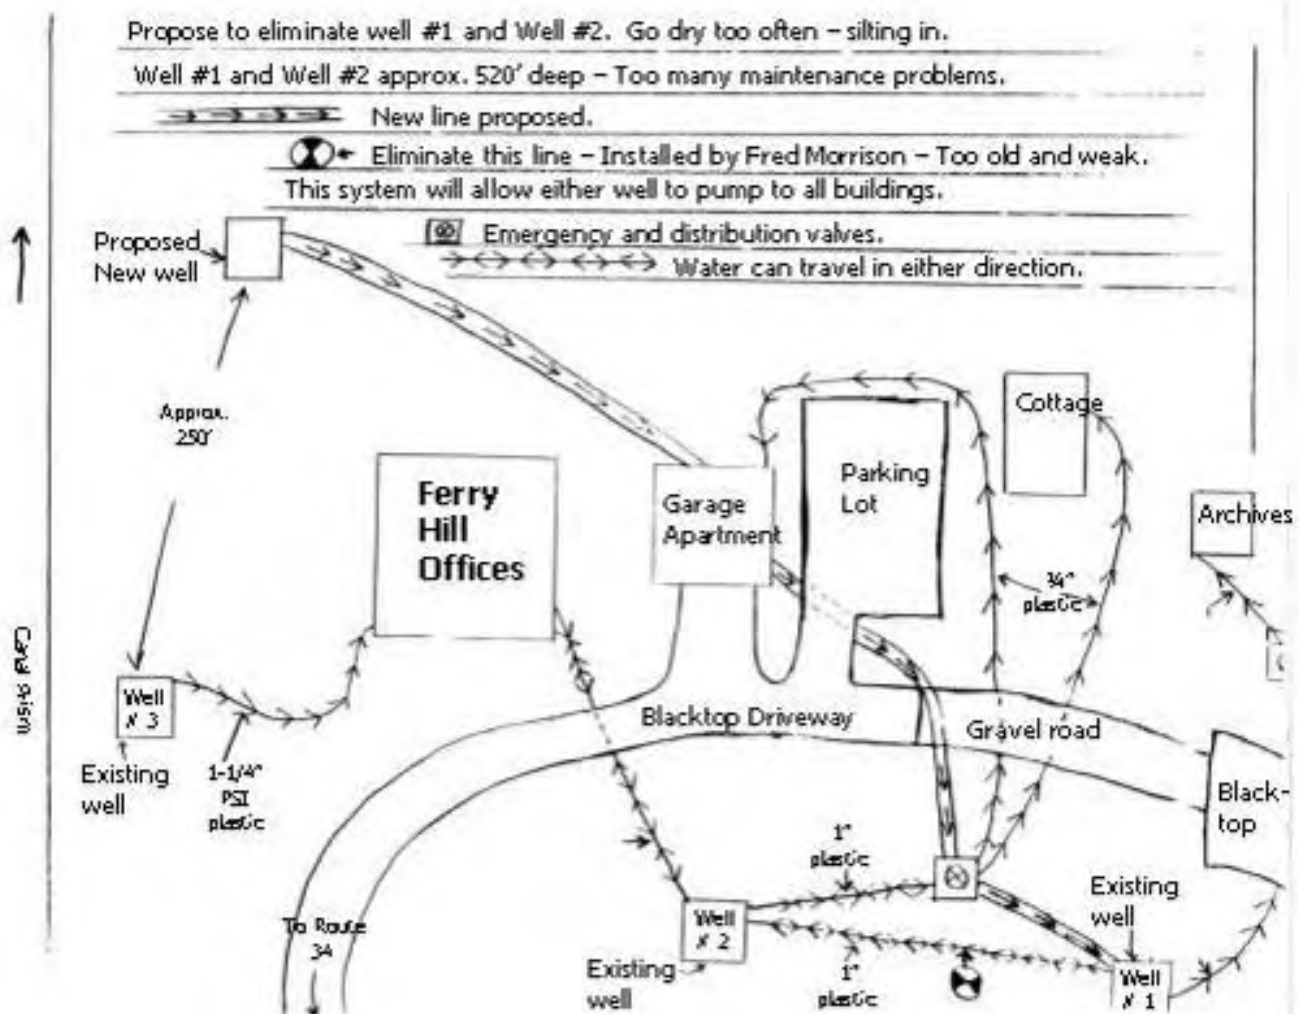 Propose to eliminate well #1 and Well #2. Go dry too often – silting in.
Well #1 and Well #2 approx. 520' deep – Too many maintenance problems.
New line proposed.
Eliminate this line – Installed by Fred Morrison – Too old and weak.
This system will allow either well to pump to all buildings.
Emergency and distribution valves.
Water can travel in either direction.
Proposed
New well
Approx.
250'
Ferry
Hill
Offices
Garage
Apartment
Parking
Lot
Cottage
Archives
3/4"
plastic
Canal Prism
Well
# 3
Existing
well
1-1/4"
PSI
plastic
Blacktop Driveway
Gravel road
Black-
top
1"
plastic
Existing
well
To Route
34
Well
# 2
Existing
well
1"
plastic
Well
# 1